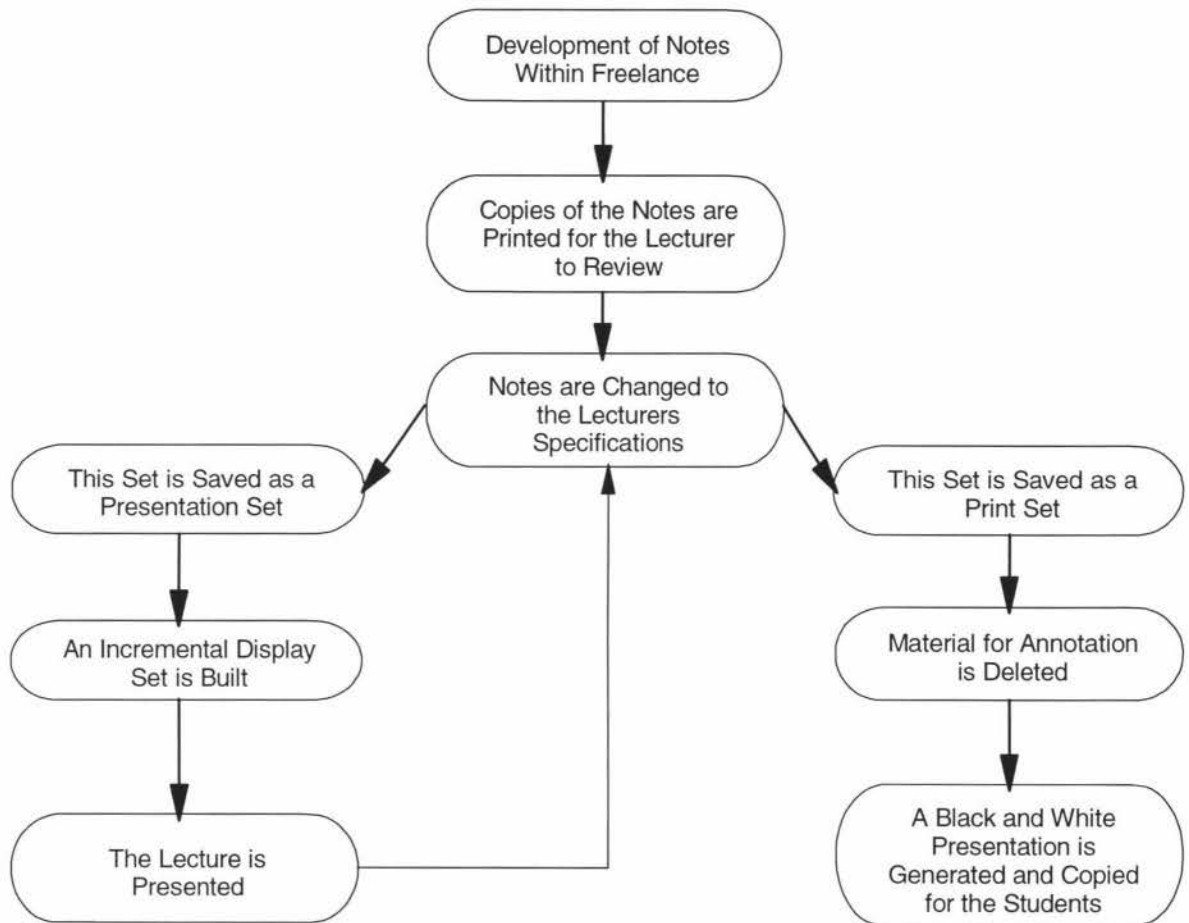 Development of Notes
Within Freelance
Copies of the Notes are
Printed for the Lecturer
to Review
Notes are Changed to
the Lecturers
Specifications
This Set is Saved as a
Presentation Set
This Set is Saved as a
Print Set
An Incremental Display
Set is Built
Material for Annotation
is Deleted
The Lecture is
Presented
A Black and White
Presentation is
Generated and Copied
for the Students